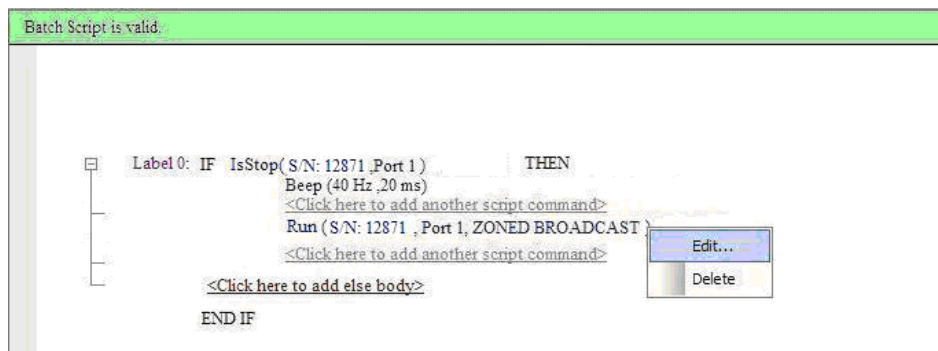 Batch Script is valid.
Label 0: IF IsStop( S/N: 12871 ,Port 1 ) THEN
Beep (40 Hz ,20 ms)
<Click here to add another script command>
Run ( S/N: 12871 , Port 1, ZONED BROADCAST )
Edit...
<Click here to add another script command>
Delete
<Click here to add else body>
END IF